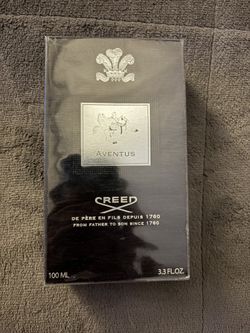 AVENTUS
CREED
DE PÈRE EN FILS DEPUIS 1760
FROM FATHER TO SON SINCE 1760
100 ML
3.3 FL.OZ.